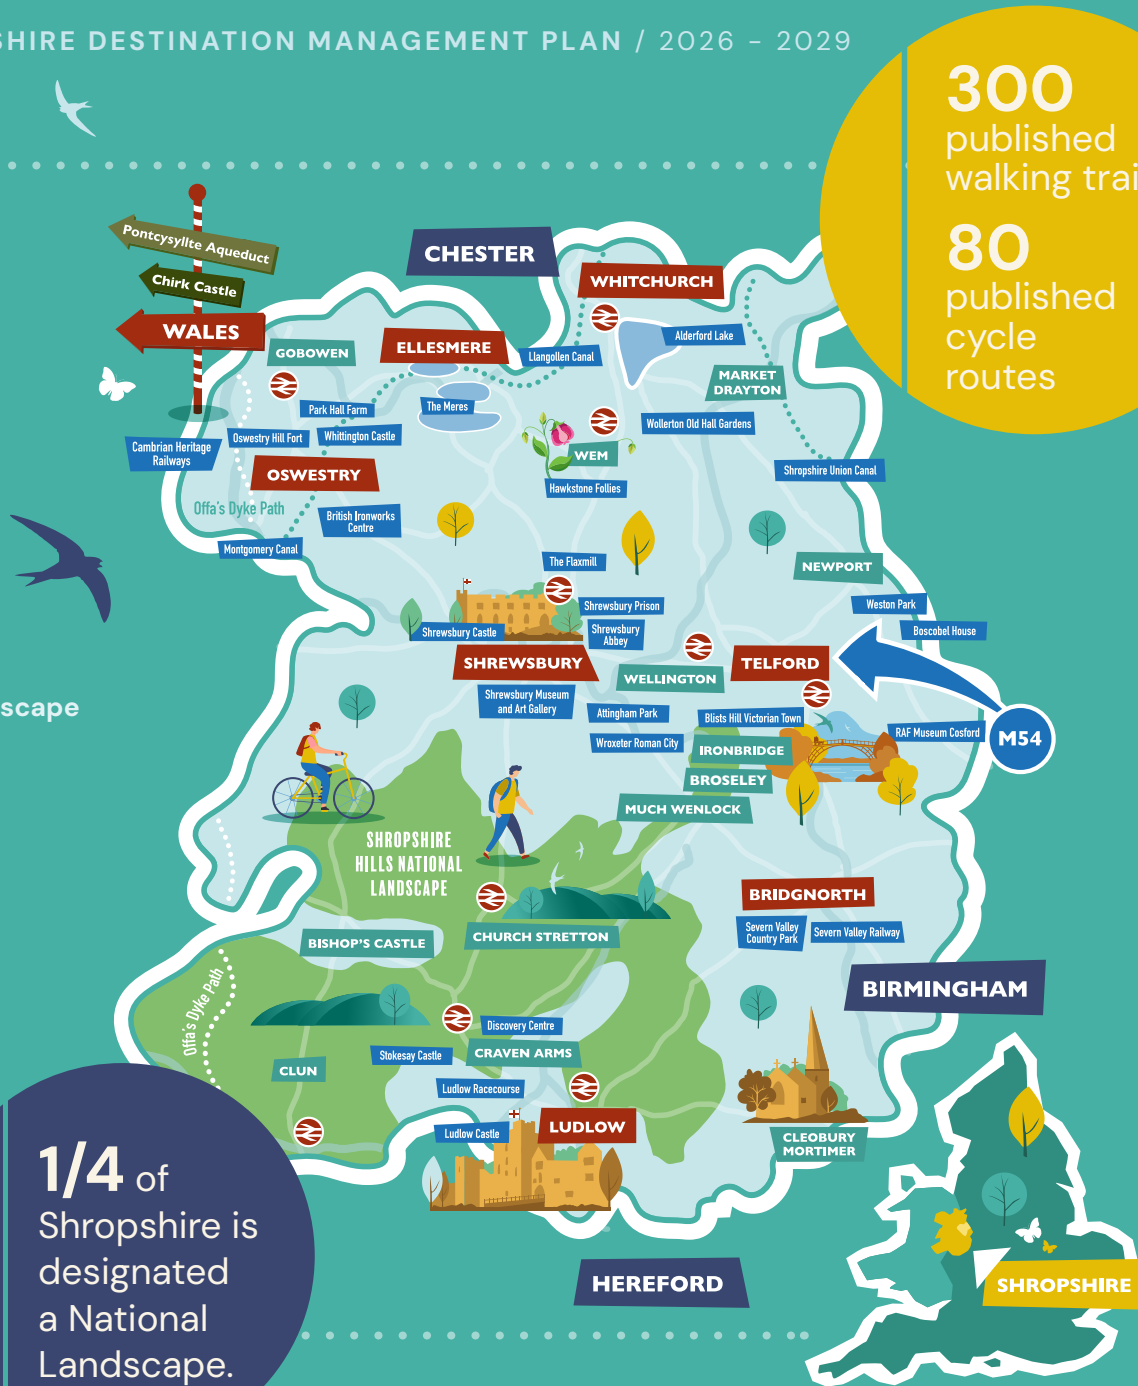 SHIRE DESTINATION MANAGEMENT PLAN / 2026 – 2029
300
published
walking trai
80
published
cycle
routes
Pontcysyllte Aqueduct
Chirk Castle
WALES
CHESTER
WHITCHURCH
GOBOWEN
ELLESMERE
Llangollen Canal
Alderford Lake
MARKET
DRAYTON
Park Hall Farm
The Meres
Wollerton Old Hall Gardens
Cambrian Heritage
Railways
Oswestry Hill Fort
Whittington Castle
WEM
OSWESTRY
Shropshire Union Canal
Hawkstone Follies
Offa's Dyke Path
British Ironworks
Centre
Montgomery Canal
The Flaxmill
NEWPORT
Weston Park
Shrewsbury Prison
Shrewsbury Castle
Shrewsbury
Abbey
Boscobel House
SHREWSBURY
TELFORD
WELLINGTON
Shrewsbury Museum
and Art Gallery
scape
Attingham Park
Blists Hill Victorian Town
RAF Museum Cosford
M54
Wroxeter Roman City
IRONBRIDGE
BROSELEY
MUCH WENLOCK
SHROPSHIRE
HILLS NATIONAL
LANDSCAPE
BRIDGNORTH
Severn Valley
Country Park
Severn Valley Railway
BISHOP'S CASTLE
CHURCH STRETTON
BIRMINGHAM
Offa's Dyke Path
Discovery Centre
Stokesay Castle
CRAVEN ARMS
CLUN
Ludlow Racecourse
Ludlow Castle
LUDLOW
CLEOBURY
MORTIMER
1/4 of
Shropshire is
designated
a National
Landscape.
HEREFORD
SHROPSHIRE